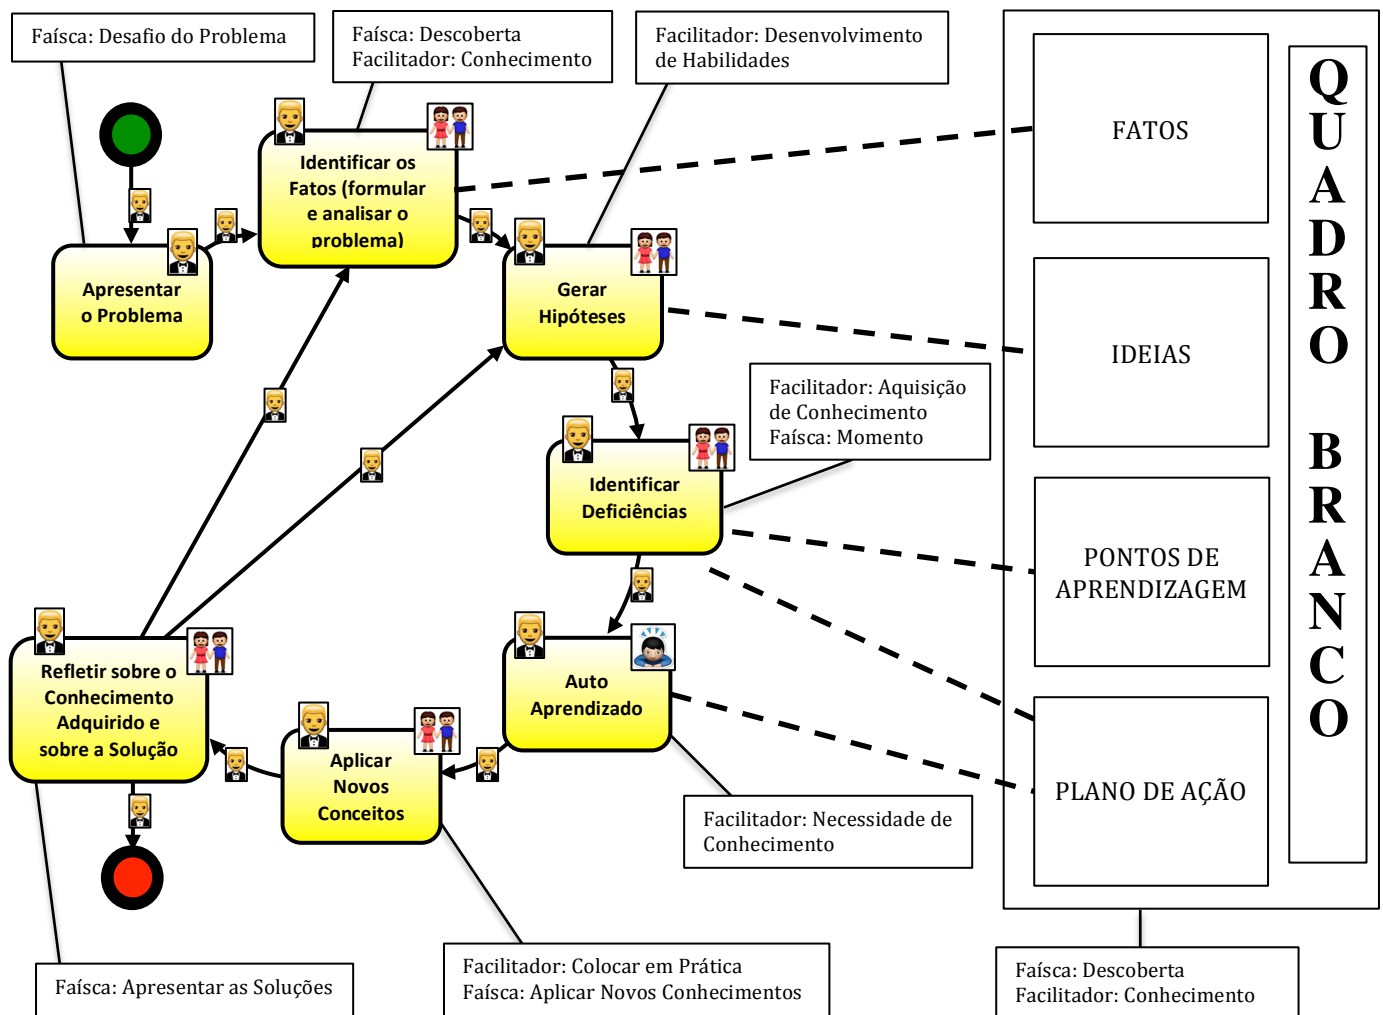 Faísca: Desafio do Problema
Faísca: Descoberta
Facilitador: Conhecimento
Facilitador: Desenvolvimento
de Habilidades
Identificar os
Fatos (formular
e analisar o
problema)
Apresentar
o Problema
Gerar
Hipóteses
Facilitador: Aquisição
de Conhecimento
Faísca: Momento
Identificar
Deficiências
Auto
Aprendizado
Refletir sobre o
Conhecimento
Adquirido e
sobre a Solução
Aplicar
Novos
Conceitos
Facilitador: Necessidade de
Conhecimento
Faísca: Apresentar as Soluções
Facilitador: Colocar em Prática
Faísca: Aplicar Novos Conhecimentos
FATOS
IDEIAS
PONTOS DE
APRENDIZAGEM
PLANO DE AÇÃO
QUADRO BRANCO
Faísca: Descoberta
Facilitador: Conhecimento